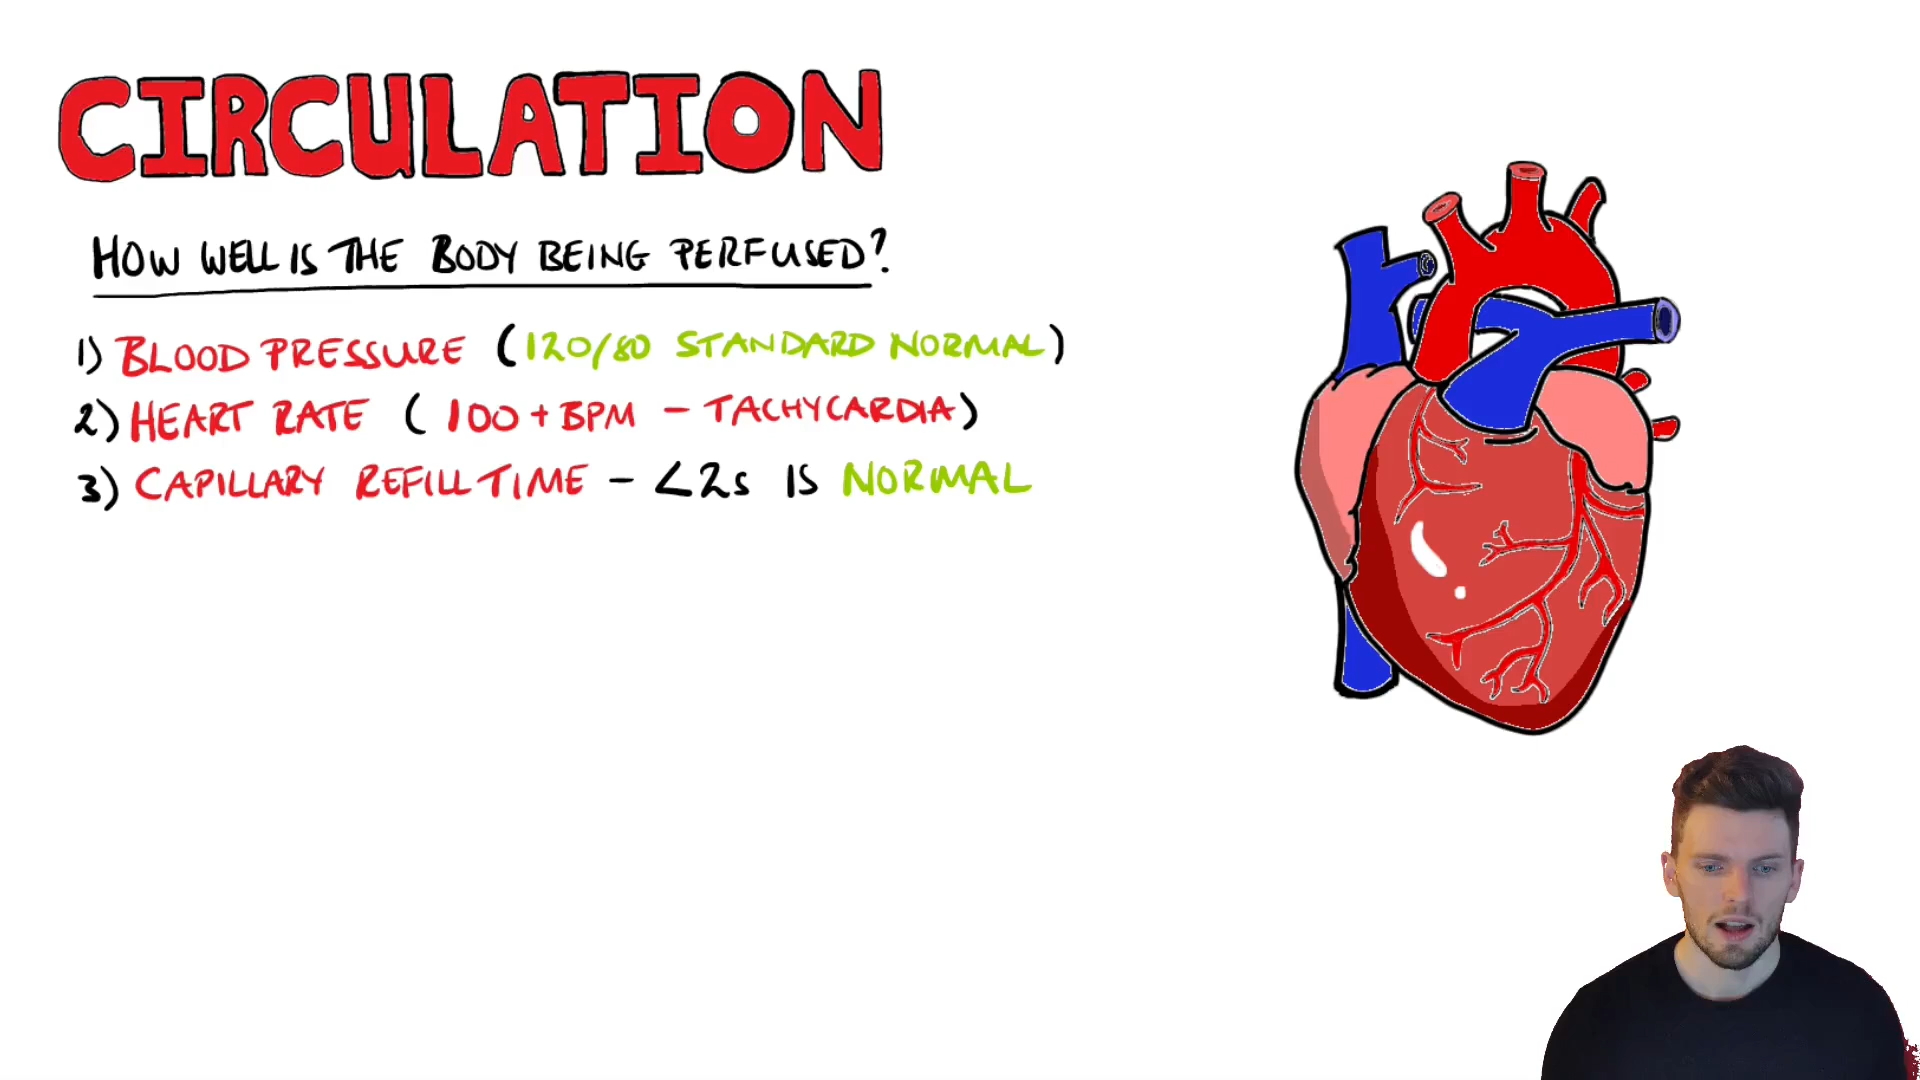 CIRCULATION
HOW WELL IS THE BODY BEING PERFUSED?
1) BLOOD PRESSURE (120/80 STANDARD NORMAL)
2) HEART RATE (100+ BPM - TACHYCARDIA)
3) CAPILLARY REFILL TIME - <2s IS NORMAL